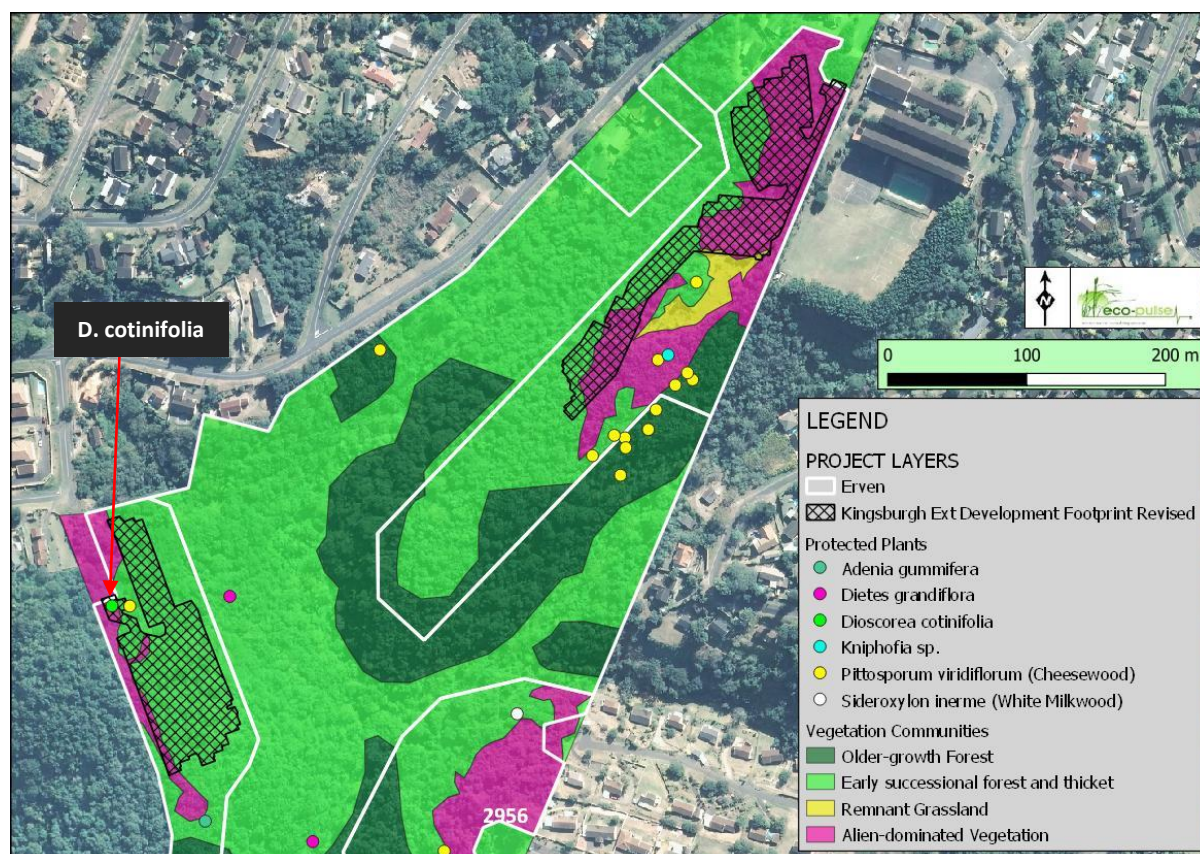 D. cotinifolia
N
eco-pulse
0 100 200 m
LEGEND
PROJECT LAYERS
Erven
Kingsburgh Ext Development Footprint Revised
Protected Plants
Adenia gummifera
Dietes grandiflora
Dioscorea cotinifolia
Kniphofia sp.
Pittosporum viridiflorum (Cheesewood)
Sideroxylon inerme (White Milkwood)
Vegetation Communities
Older-growth Forest
Early successional forest and thicket
Remnant Grassland
Alien-dominated Vegetation
2956